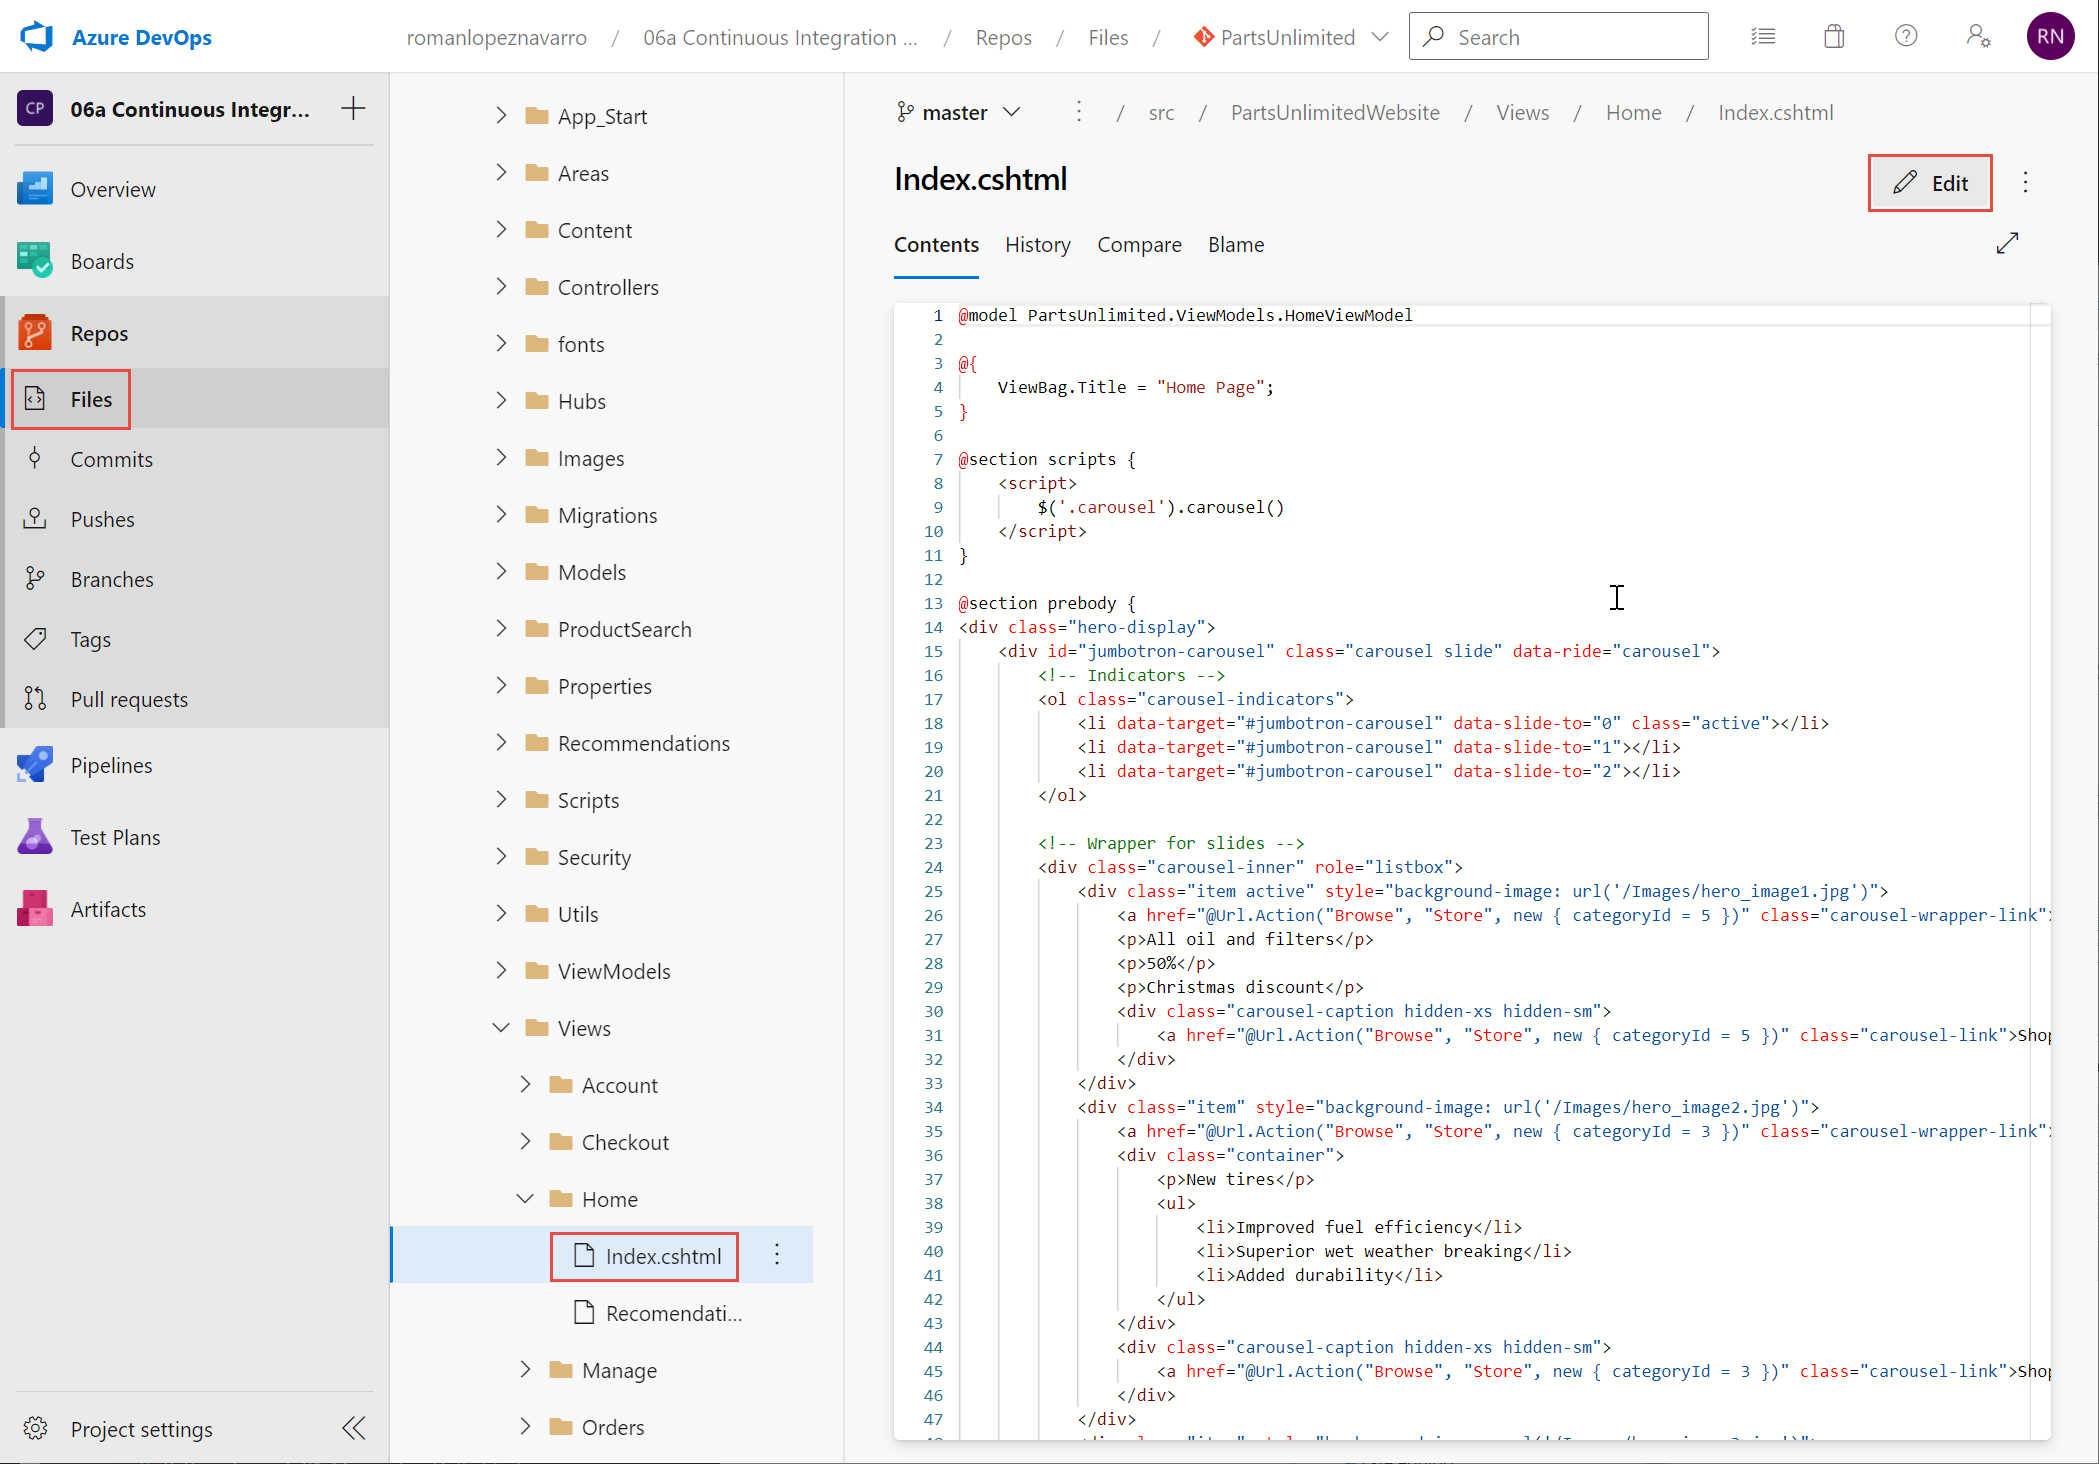 Azure DevOps
romanlopeznavarro / 06a Continuous Integration ... / Repos / Files / PartsUnlimited
Search
RN
CP 06a Continuous Integr...
Overview
Boards
Repos
Files
Commits
Pushes
Branches
Tags
Pull requests
Pipelines
Test Plans
Artifacts
Project settings
App_Start
Areas
Content
Controllers
fonts
Hubs
Images
Migrations
Models
ProductSearch
Properties
Recommendations
Scripts
Security
Utils
ViewModels
Views
Account
Checkout
Home
Index.cshtml
Recomendati...
Manage
Orders
master / src / PartsUnlimitedWebsite / Views / Home / Index.cshtml
Index.cshtml
Edit
Contents History Compare Blame
1 @model PartsUnlimited.ViewModels.HomeViewModel
2
3 @{
4 ViewBag.Title = "Home Page";
5 }
6
7 @section scripts {
8 <script>
9 $('.carousel').carousel()
10 </script>
11 }
12
13 @section prebody {
14 <div class="hero-display">
15 <div id="jumbotron-carousel" class="carousel slide" data-ride="carousel">
16 <!-- Indicators -->
17 <ol class="carousel-indicators">
18 <li data-target="#jumbotron-carousel" data-slide-to="0" class="active"></li>
19 <li data-target="#jumbotron-carousel" data-slide-to="1"></li>
20 <li data-target="#jumbotron-carousel" data-slide-to="2"></li>
21 </ol>
22
23 <!-- Wrapper for slides -->
24 <div class="carousel-inner" role="listbox">
25 <div class="item active" style="background-image: url('/Images/hero_image1.jpg')">
26 <a href="@Url.Action("Browse", "Store", new { categoryId = 5 })" class="carousel-wrapper-link">
27 <p>All oil and filters</p>
28 <p>50%</p>
29 <p>Christmas discount</p>
30 <div class="carousel-caption hidden-xs hidden-sm">
31 <a href="@Url.Action("Browse", "Store", new { categoryId = 5 })" class="carousel-link">Shop
32 </div>
33 </div>
34 <div class="item" style="background-image: url('/Images/hero_image2.jpg')">
35 <a href="@Url.Action("Browse", "Store", new { categoryId = 3 })" class="carousel-wrapper-link">
36 <div class="container">
37 <p>New tires</p>
38 <ul>
39 <li>Improved fuel efficiency</li>
40 <li>Superior wet weather breaking</li>
41 <li>Added durability</li>
42 </ul>
43 </div>
44 <div class="carousel-caption hidden-xs hidden-sm">
45 <a href="@Url.Action("Browse", "Store", new { categoryId = 3 })" class="carousel-link">Shop
46 </div>
47 </div>